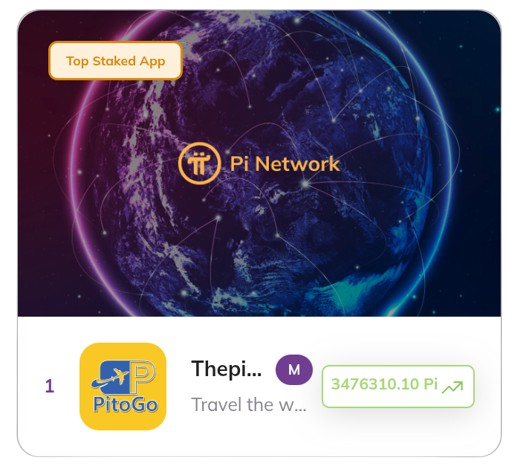 Top Staked App
Pi Network
1
P
PitoGo
Thepi... M
Travel the w...
3476310.10 Pi